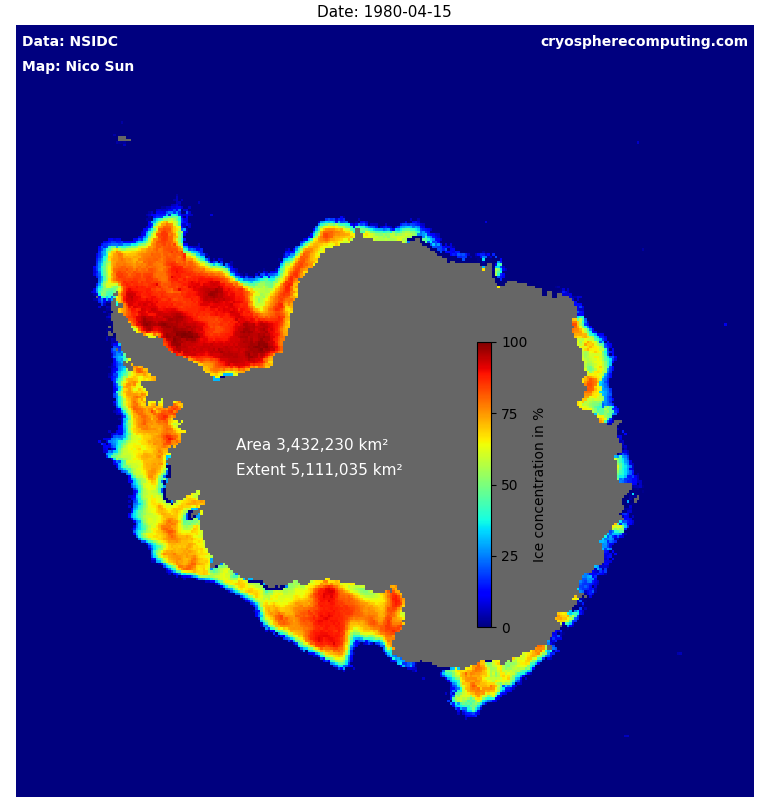 Date: 1980-04-15
Data: NSIDC
cryospherecomputing.com
Map: Nico Sun
100
75
50
25
0
Ice concentration in %
Area 3,432,230 km²
Extent 5,111,035 km²